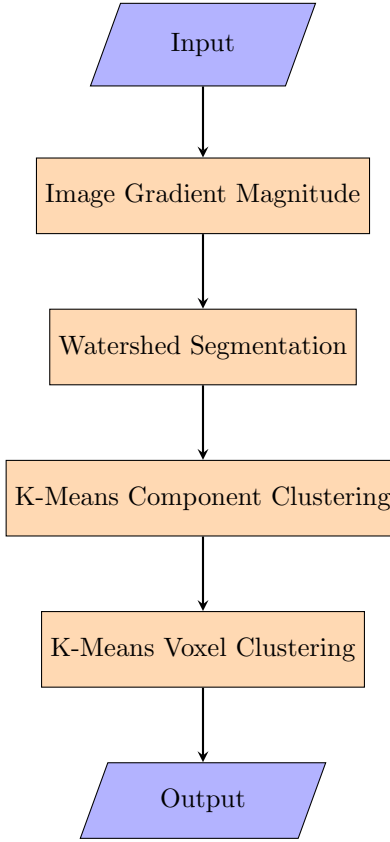 Input
Image Gradient Magnitude
Watershed Segmentation
K-Means Component Clustering
K-Means Voxel Clustering
Output